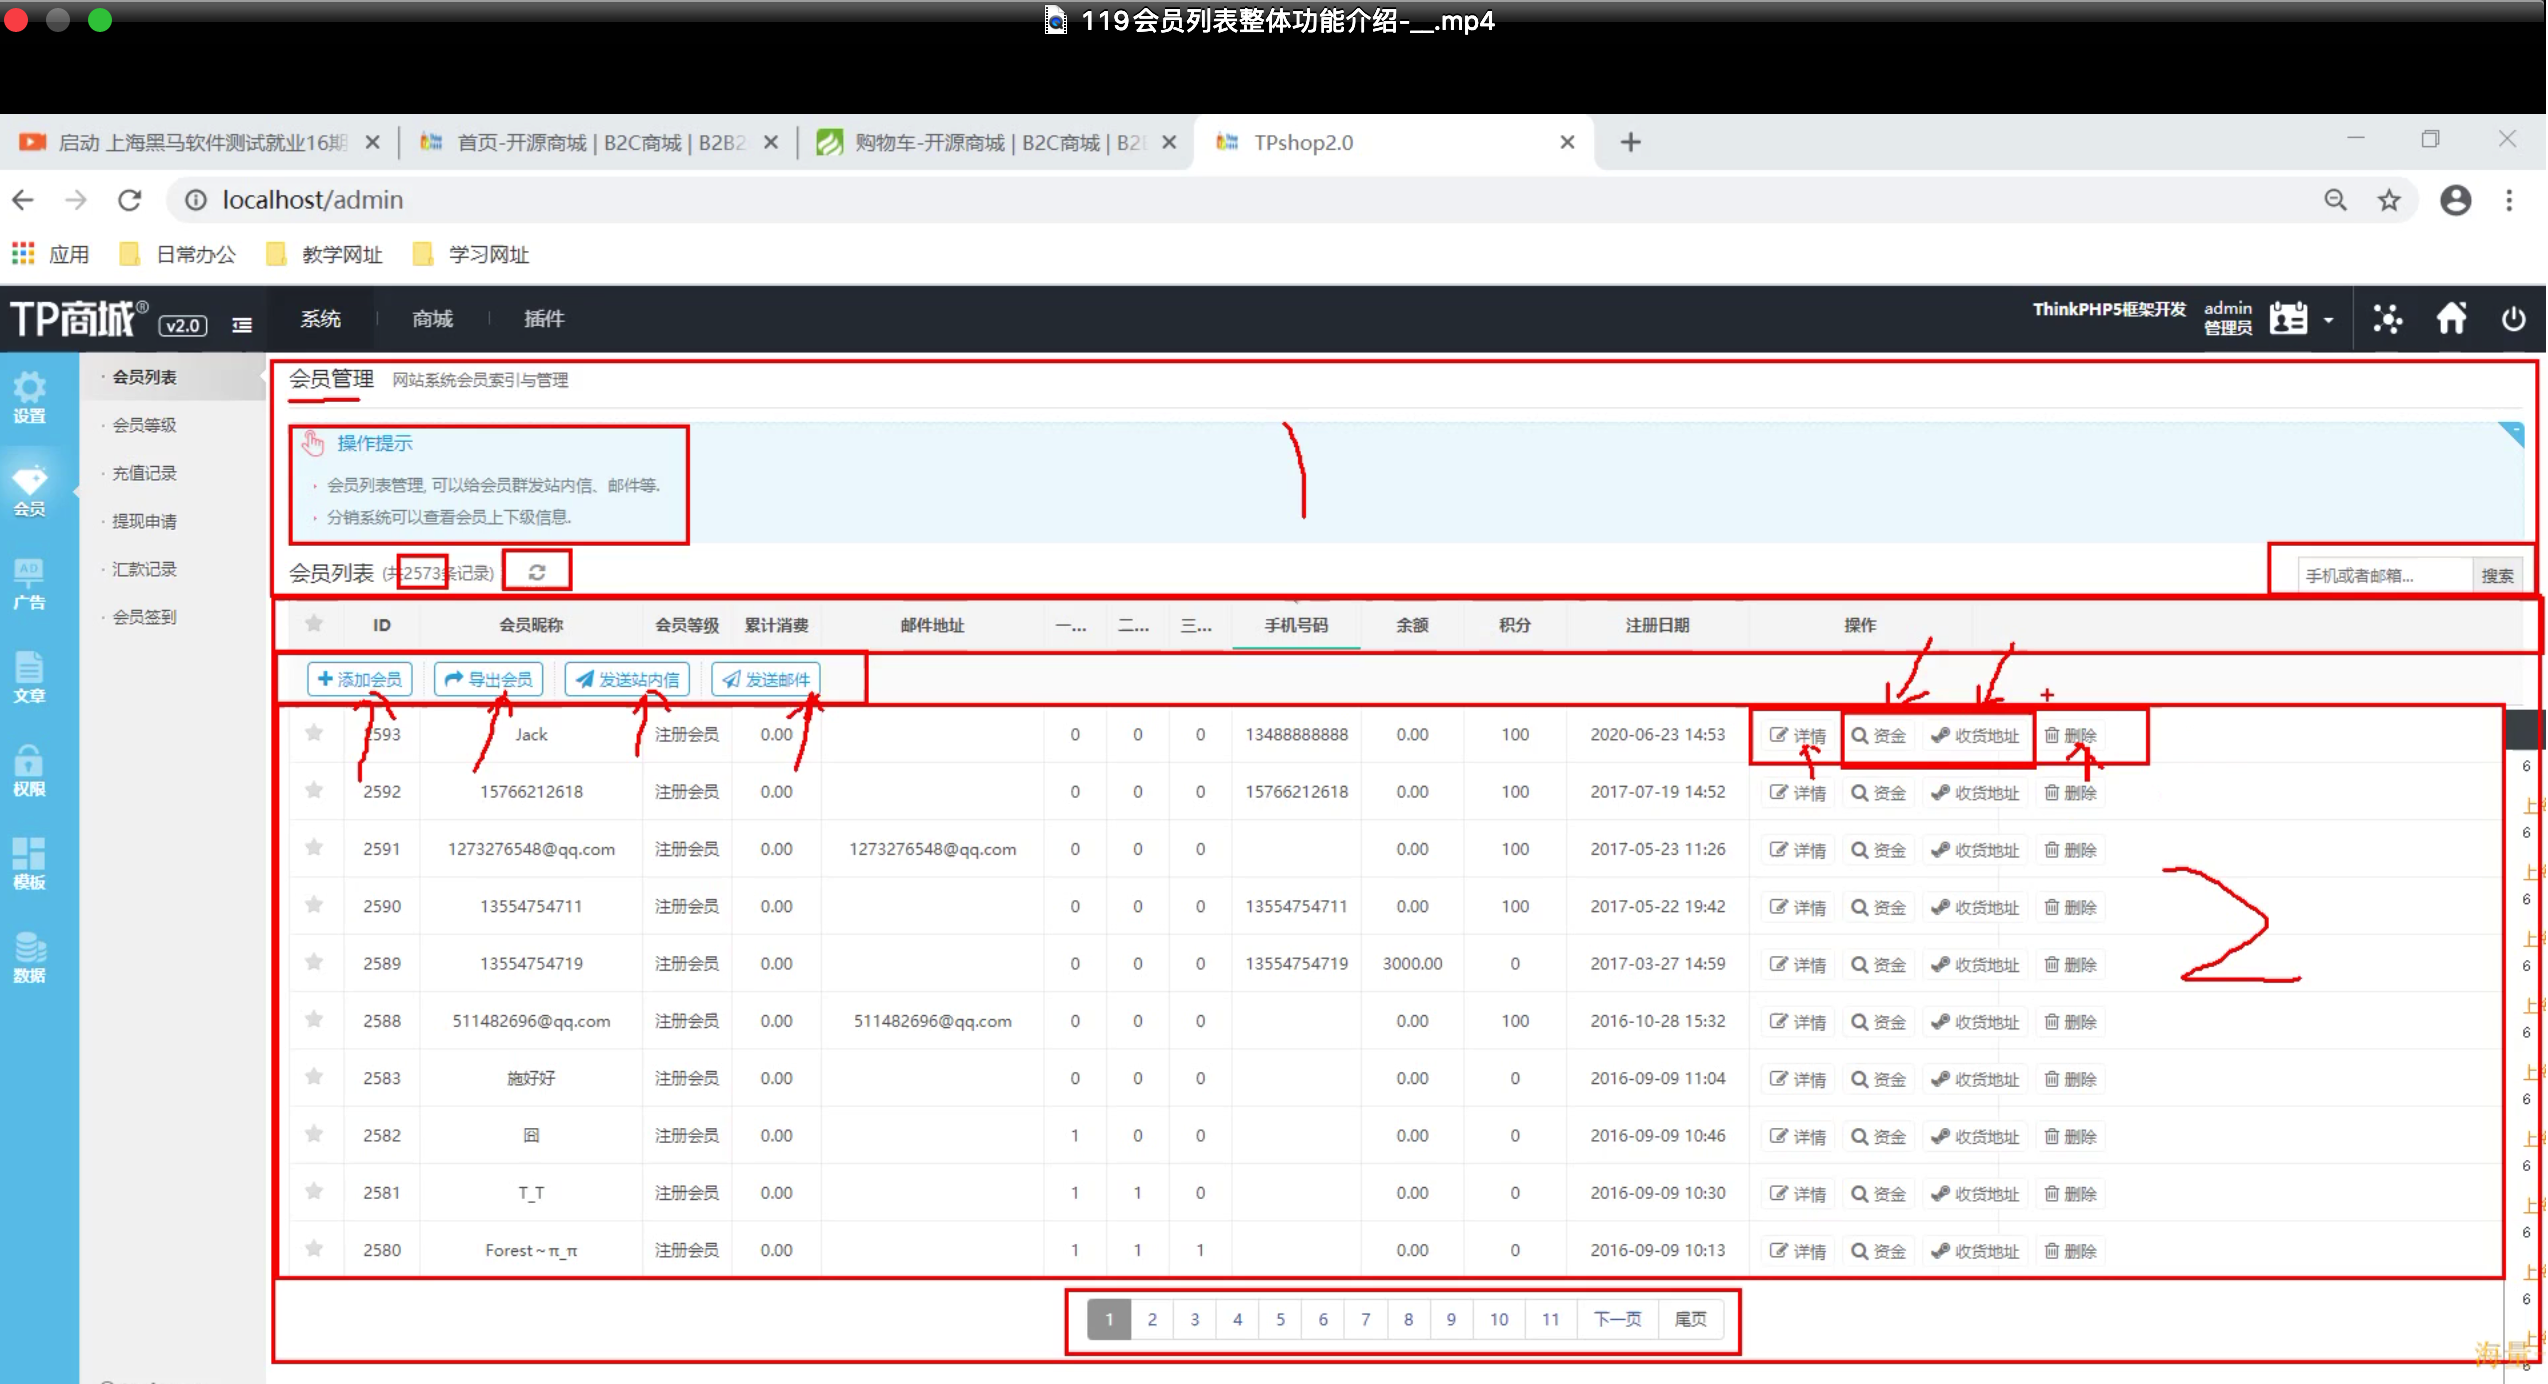 119会员列表整体功能介绍-__.mp4
启动 上海黑马软件测试就业16期
首页-开源商城 | B2C商城 | B2B2
购物车-开源商城 | B2C商城 | B2
TPshop2.0
localhost/admin
应用 日常办公 教学网址 学习网址
TP商城® v2.0 系统 商城 插件 ThinkPHP5框架开发 admin 管理员
设置
会员
广告
文章
权限
模板
数据
会员列表
会员等级
充值记录
提现申请
汇款记录
会员签到
会员管理 网站系统会员索引与管理
操作提示
会员列表管理, 可以给会员群发站内信、邮件等.
分销系统可以查看会员上下级信息.
会员列表 (共2573条记录) 手机或者邮箱... 搜索
ID 会员昵称 会员等级 累计消费 邮件地址 一... 二... 三... 手机号码 余额 积分 注册日期 操作
添加会员 导出会员 发送站内信 发送邮件
2593 Jack 注册会员 0.00 0 0 0 13488888888 0.00 100 2020-06-23 14:53 详情 资金 收货地址 删除
2592 15766212618 注册会员 0.00 0 0 0 15766212618 0.00 100 2017-07-19 14:52 详情 资金 收货地址 删除
2591 1273276548@qq.com 注册会员 0.00 1273276548@qq.com 0 0 0 0.00 100 2017-05-23 11:26 详情 资金 收货地址 删除
2590 13554754711 注册会员 0.00 0 0 0 13554754711 0.00 100 2017-05-22 19:42 详情 资金 收货地址 删除
2589 13554754719 注册会员 0.00 0 0 0 13554754719 3000.00 0 2017-03-27 14:59 详情 资金 收货地址 删除
2588 511482696@qq.com 注册会员 0.00 511482696@qq.com 0 0 0 0.00 100 2016-10-28 15:32 详情 资金 收货地址 删除
2583 施好好 注册会员 0.00 0 0 0 0.00 0 2016-09-09 11:04 详情 资金 收货地址 删除
2582 囧 注册会员 0.00 1 0 0 0.00 0 2016-09-09 10:46 详情 资金 收货地址 删除
2581 T_T 注册会员 0.00 1 1 0 0.00 0 2016-09-09 10:30 详情 资金 收货地址 删除
2580 Forest~π_π 注册会员 0.00 1 1 1 0.00 0 2016-09-09 10:13 详情 资金 收货地址 删除
1 2 3 4 5 6 7 8 9 10 11 下一页 尾页
1
2